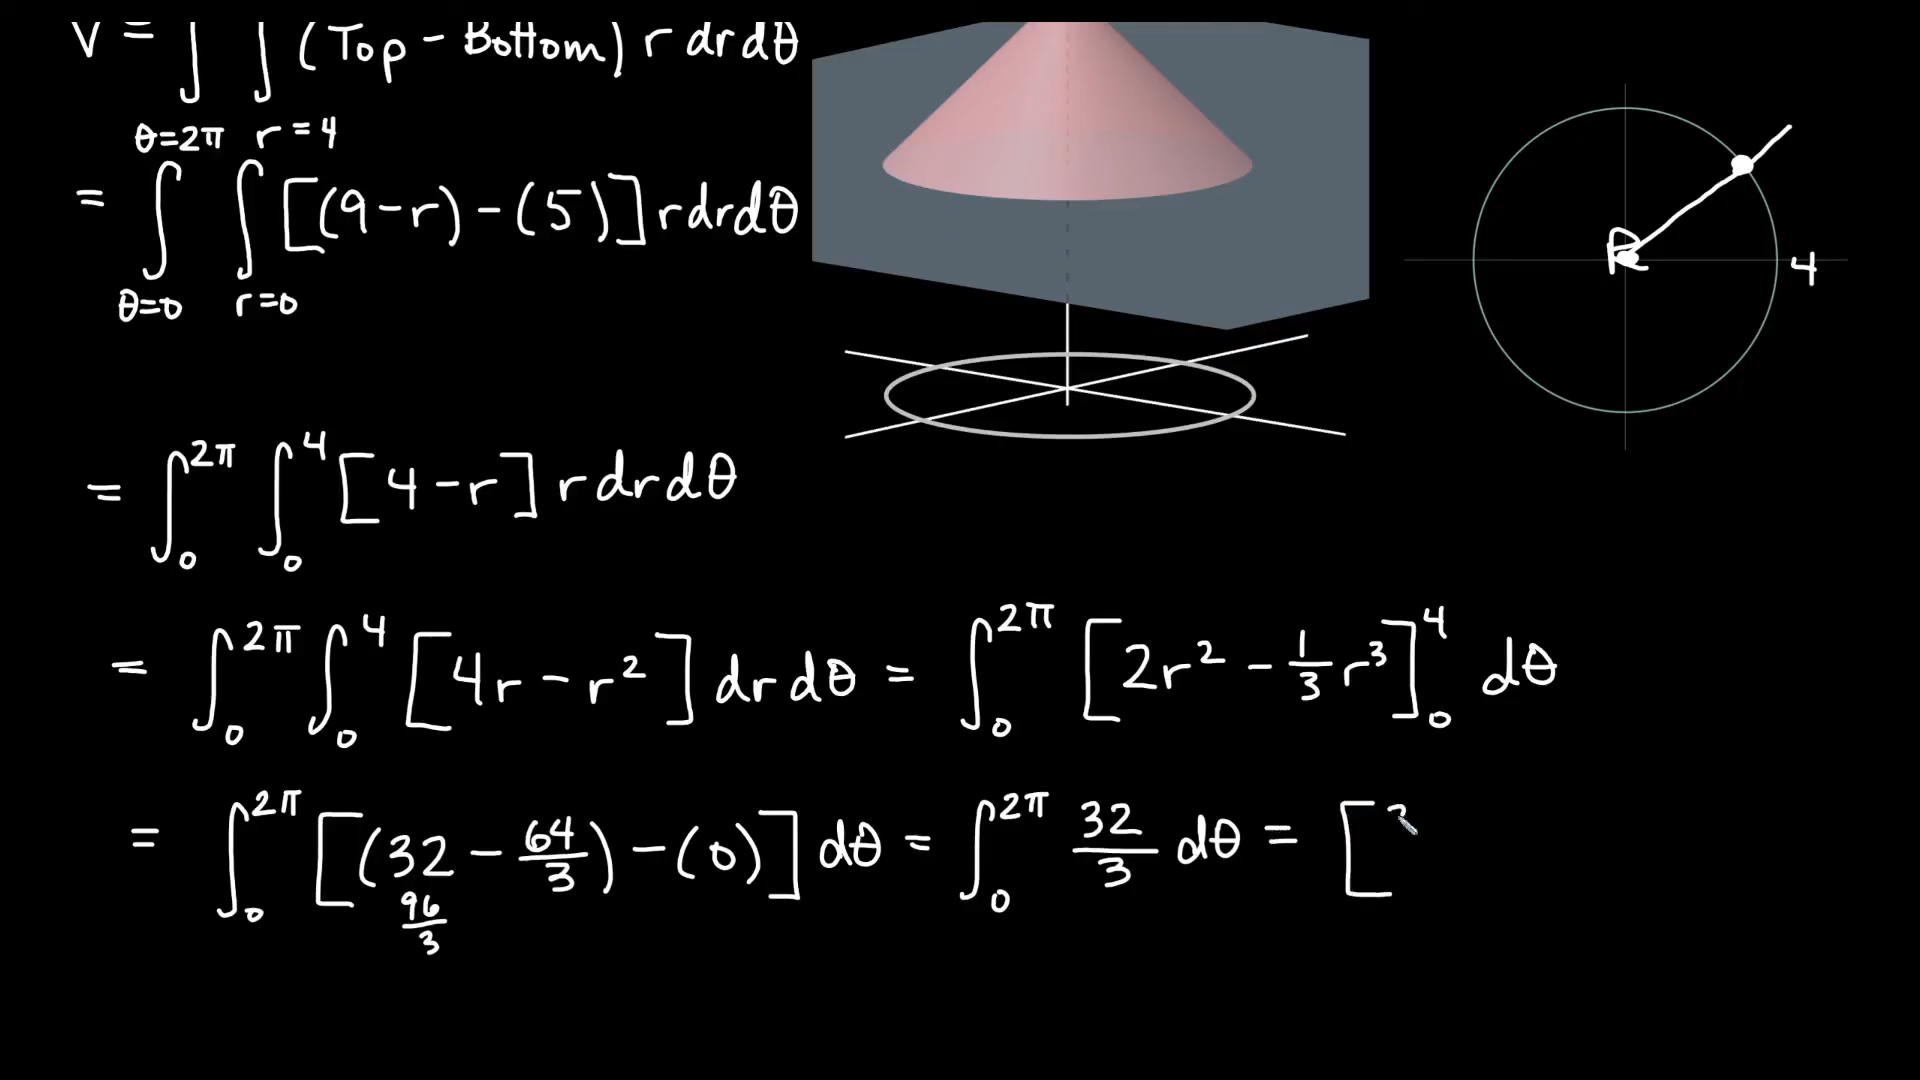 V = ∫ ∫ (Top - Bottom) r dr dθ
θ=2π r=4
= ∫ ∫ [(9-r)-(5)] r dr dθ
θ=0 r=0
R
4
= ∫₀^2π ∫₀^4 [4-r] r dr dθ
= ∫₀^2π ∫₀^4 [4r - r²] dr dθ = ∫₀^2π [2r² - 1/3 r³]₀^4 dθ
= ∫₀^2π [(32 - 64/3) - (0)] dθ = ∫₀^2π 32/3 dθ = [
96/3